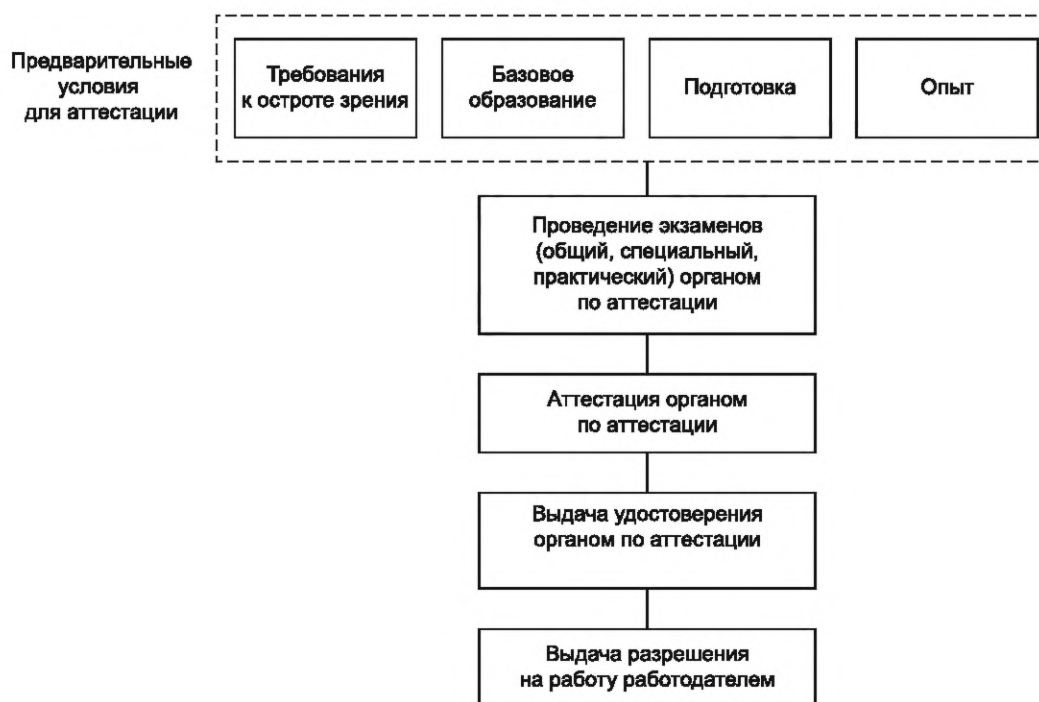 Предварительные
условия
для аттестации
Требования
к остроте зрения
Базовое
образование
Подготовка
Опыт
Проведение экзаменов
(общий, специальный,
практический) органом
по аттестации
Аттестация органом
по аттестации
Выдача удостоверения
органом по аттестации
Выдача разрешения
на работу работодателем